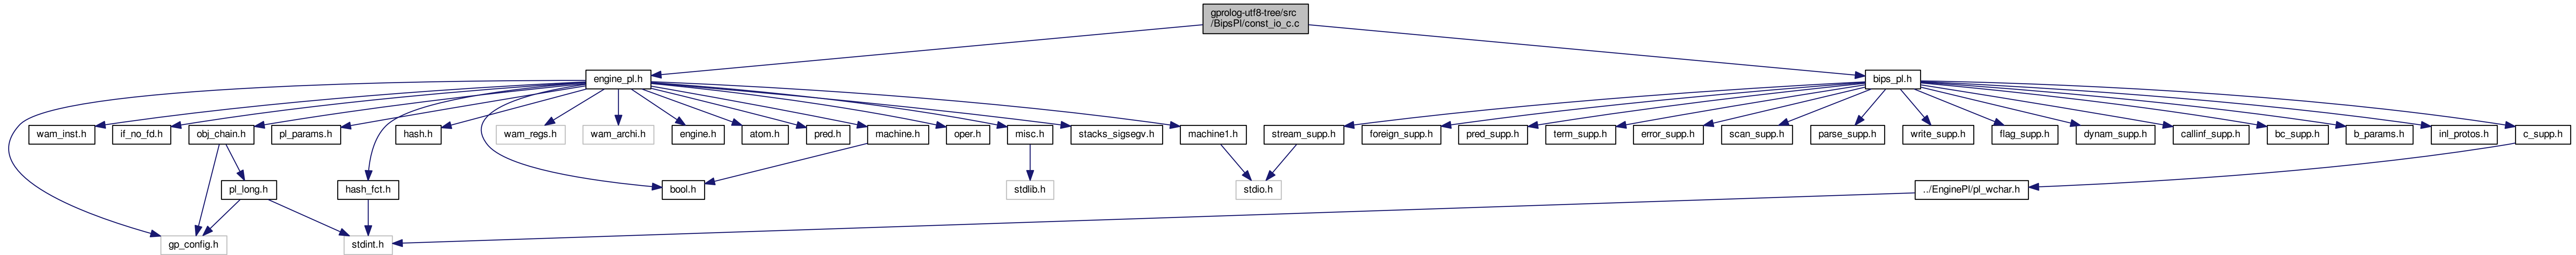 gprolog-utf8-tree/src
/BipsPl/const_io_c.c
engine_pl.h
bips_pl.h
wam_inst.h
if_no_fd.h
obj_chain.h
pl_params.h
hash.h
wam_regs.h
wam_archi.h
engine.h
atom.h
pred.h
machine.h
oper.h
misc.h
stacks_sigsegv.h
machine1.h
stream_supp.h
foreign_supp.h
pred_supp.h
term_supp.h
error_supp.h
scan_supp.h
parse_supp.h
write_supp.h
flag_supp.h
dynam_supp.h
callinf_supp.h
bc_supp.h
b_params.h
inl_protos.h
c_supp.h
pl_long.h
hash_fct.h
bool.h
stdlib.h
stdio.h
../EnginePl/pl_wchar.h
gp_config.h
stdint.h